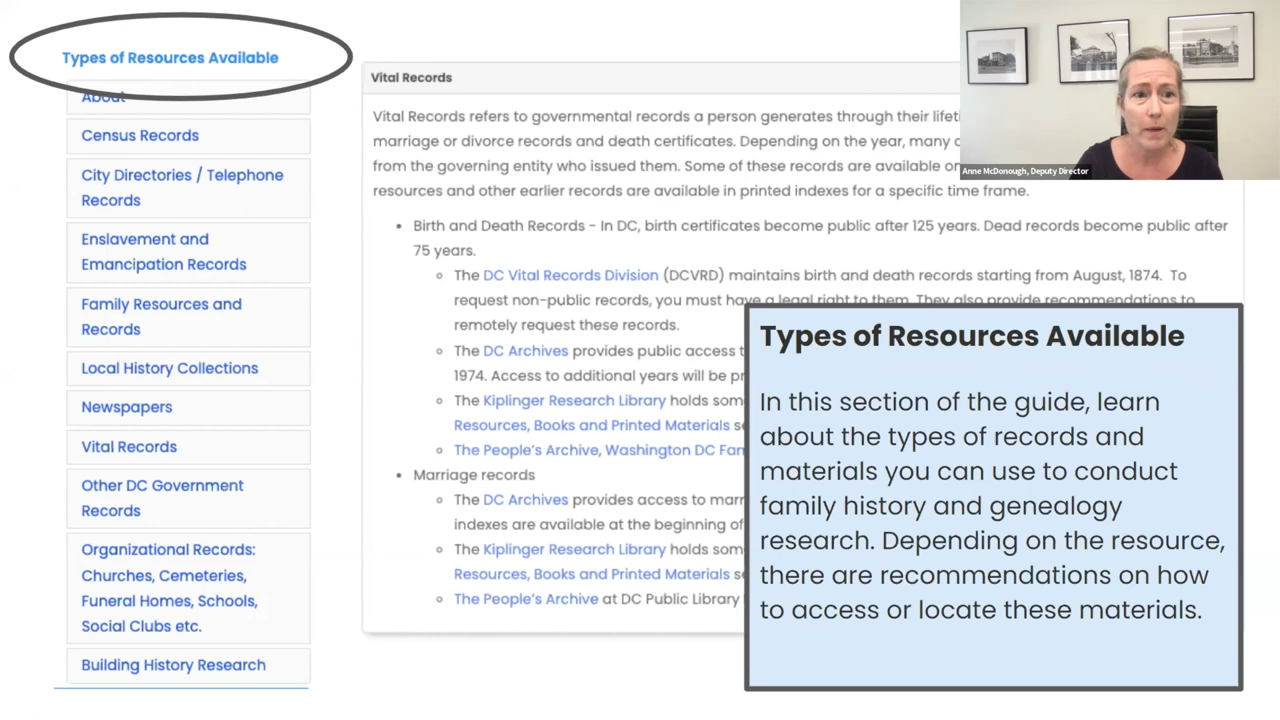 Types of Resources Available
About
Census Records
City Directories / Telephone
Records
Enslavement and
Emancipation Records
Family Resources and
Records
Local History Collections
Newspapers
Vital Records
Other DC Government
Records
Organizational Records:
Churches, Cemeteries,
Funeral Homes, Schools,
Social Clubs etc.
Building History Research
Vital Records
Vital Records refers to governmental records a person generates through their
marriage or divorce records and death certificates. Depending on the year, many
from the governing entity who issued them. Some of these records are available
resources and other earlier records are available in printed indexes for a specific time frame.
• Birth and Death Records - In DC, birth certificates become public after 125 years. Dead records become public after
75 years.
The DC Vital Records Division (DCVRD) maintains birth and death records starting from August, 1874. To
request non-public records, you must have a legal right to them. They also provide recommendations to
remotely request these records.
The DC Archives provides public access
1974. Access to additional years will be
The Kiplinger Research Library holds
Resources, Books and Printed Materials
The People's Archive, Washington DC
• Marriage records
The DC Archives provides access to
indexes are available at the beginning of
The Kiplinger Research Library holds
Resources, Books and Printed Materials
The People's Archive at DC Public Library
Anne McDonough, Deputy Director
Types of Resources Available
In this section of the guide, learn
about the types of records and
materials you can use to conduct
family history and genealogy
research. Depending on the resource,
there are recommendations on how
to access or locate these materials.